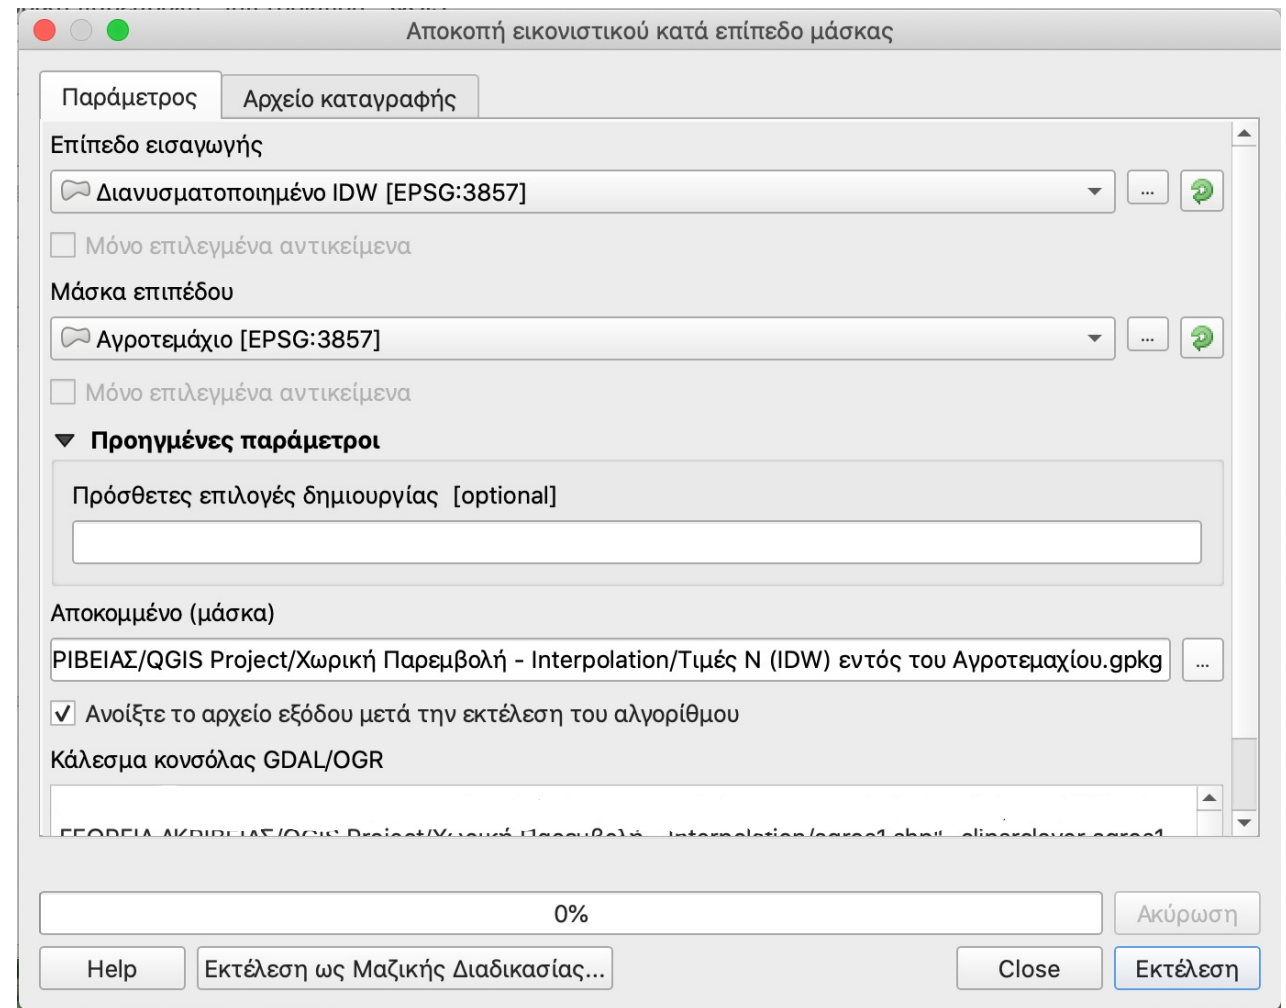 Αποκοπή εικονιστικού κατά επίπεδο μάσκας
Παράμετρος Αρχείο καταγραφής
Επίπεδο εισαγωγής
Διανυσματοποιημένο IDW [EPSG:3857] ...
Μόνο επιλεγμένα αντικείμενα
Μάσκα επιπέδου
Αγροτεμάχιο [EPSG:3857] ...
Μόνο επιλεγμένα αντικείμενα
Προηγμένες παράμετροι
Πρόσθετες επιλογές δημιουργίας [optional]
Αποκομμένο (μάσκα)
ΡΙΒΕΙΑΣ/QGIS Project/Χωρική Παρεμβολή - Interpolation/Τιμές Ν (IDW) εντός του Αγροτεμαχίου.gpkg ...
Ανοίξτε το αρχείο εξόδου μετά την εκτέλεση του αλγορίθμου
Κάλεσμα κονσόλας GDAL/OGR
0% Ακύρωση
Help Εκτέλεση ως Μαζικής Διαδικασίας... Close Εκτέλεση